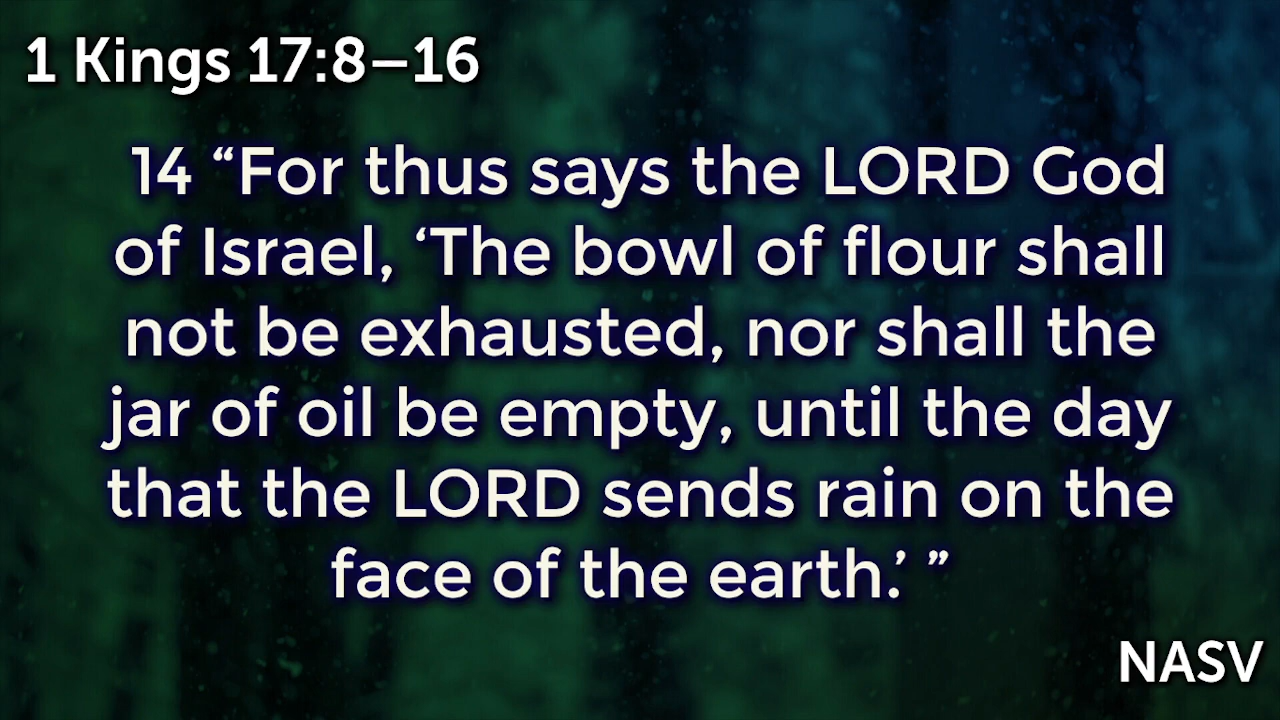 1 Kings 17:8–16
14 “For thus says the LORD God
of Israel, ‘The bowl of flour shall
not be exhausted, nor shall the
jar of oil be empty, until the day
that the LORD sends rain on the
face of the earth.’ ”
NASV